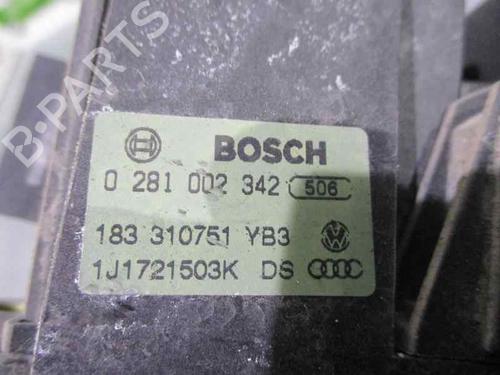 BOSCH
0 281 002 342 506
183 310751 YB3
1J1721503K DS
B-PARTS